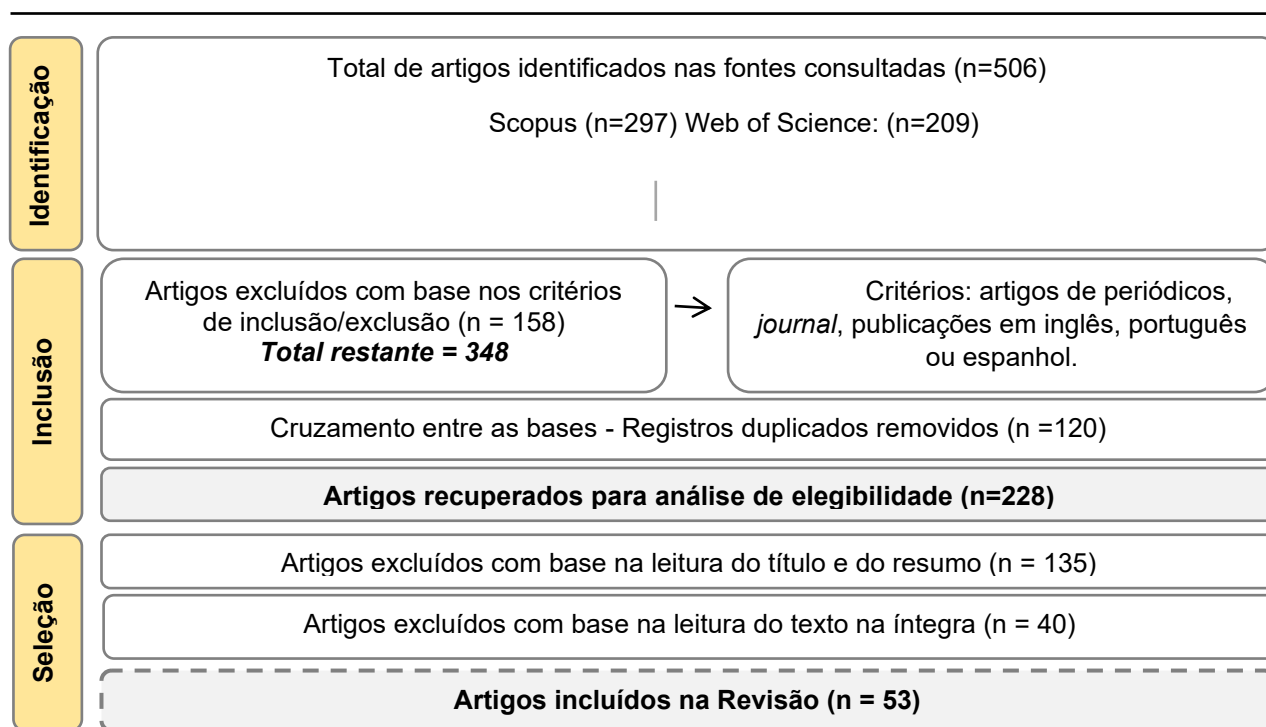 Identificação
Total de artigos identificados nas fontes consultadas (n=506)
Scopus (n=297) Web of Science: (n=209)
Inclusão
Artigos excluídos com base nos critérios
de inclusão/exclusão (n = 158)
Total restante = 348
Critérios: artigos de periódicos,
journal, publicações em inglês, português
ou espanhol.
Cruzamento entre as bases - Registros duplicados removidos (n =120)
Artigos recuperados para análise de elegibilidade (n=228)
Seleção
Artigos excluídos com base na leitura do título e do resumo (n = 135)
Artigos excluídos com base na leitura do texto na íntegra (n = 40)
Artigos incluídos na Revisão (n = 53)